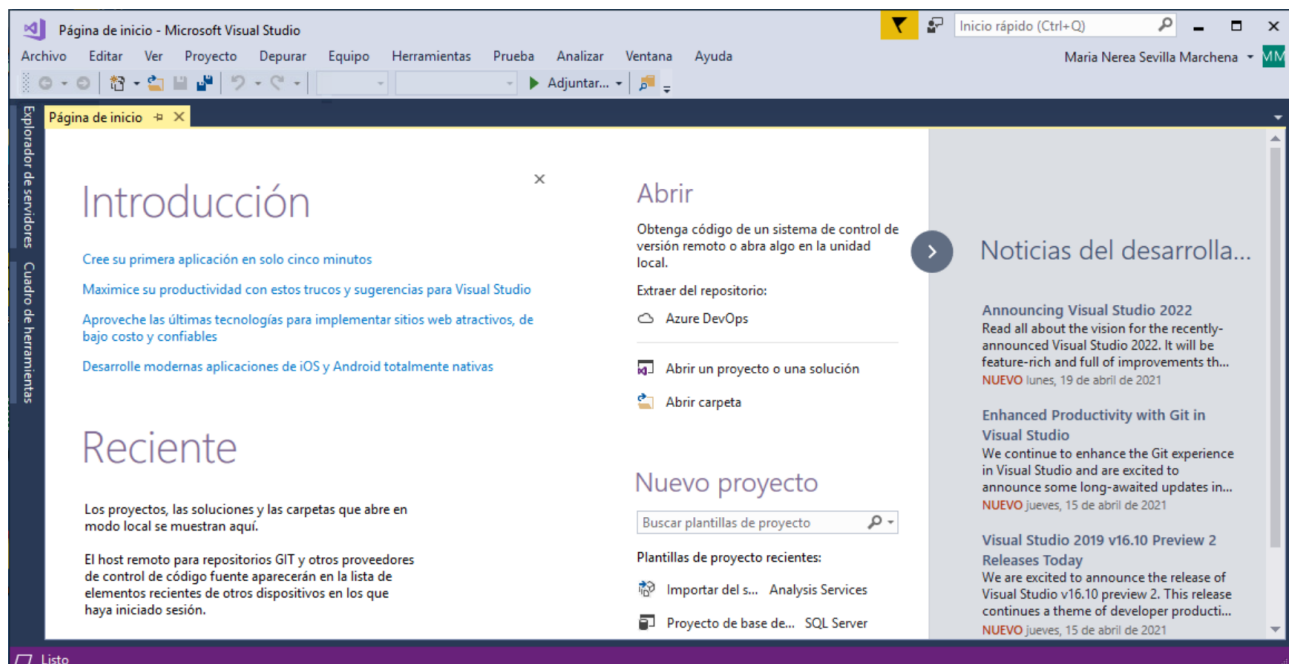 Página de inicio - Microsoft Visual Studio
Inicio rápido (Ctrl+Q)
Archivo Editar Ver Proyecto Depurar Equipo Herramientas Prueba Analizar Ventana Ayuda
Maria Nerea Sevilla Marchena
MM
Adjuntar...
Explorador de servidores
Cuadro de herramientas
Página de inicio
Introducción
Cree su primera aplicación en solo cinco minutos
Maximice su productividad con estos trucos y sugerencias para Visual Studio
Aproveche las últimas tecnologías para implementar sitios web atractivos, de
bajo costo y confiables
Desarrolle modernas aplicaciones de iOS y Android totalmente nativas
Reciente
Los proyectos, las soluciones y las carpetas que abre en
modo local se muestran aquí.
El host remoto para repositorios GIT y otros proveedores
de control de código fuente aparecerán en la lista de
elementos recientes de otros dispositivos en los que
haya iniciado sesión.
Abrir
Obtenga código de un sistema de control de
versión remoto o abra algo en la unidad
local.
Extraer del repositorio:
Azure DevOps
Abrir un proyecto o una solución
Abrir carpeta
Nuevo proyecto
Buscar plantillas de proyecto
Plantillas de proyecto recientes:
Importar del s... Analysis Services
Proyecto de base de... SQL Server
Noticias del desarrolla...
Announcing Visual Studio 2022
Read all about the vision for the recently-
announced Visual Studio 2022. It will be
feature-rich and full of improvements th...
NUEVO lunes, 19 de abril de 2021
Enhanced Productivity with Git in
Visual Studio
We continue to enhance the Git experience
in Visual Studio and are excited to
announce some long-awaited updates in...
NUEVO jueves, 15 de abril de 2021
Visual Studio 2019 v16.10 Preview 2
Releases Today
We are excited to announce the release of
Visual Studio v16.10 preview 2. This release
continues a theme of developer producti...
NUEVO jueves, 15 de abril de 2021
Listo